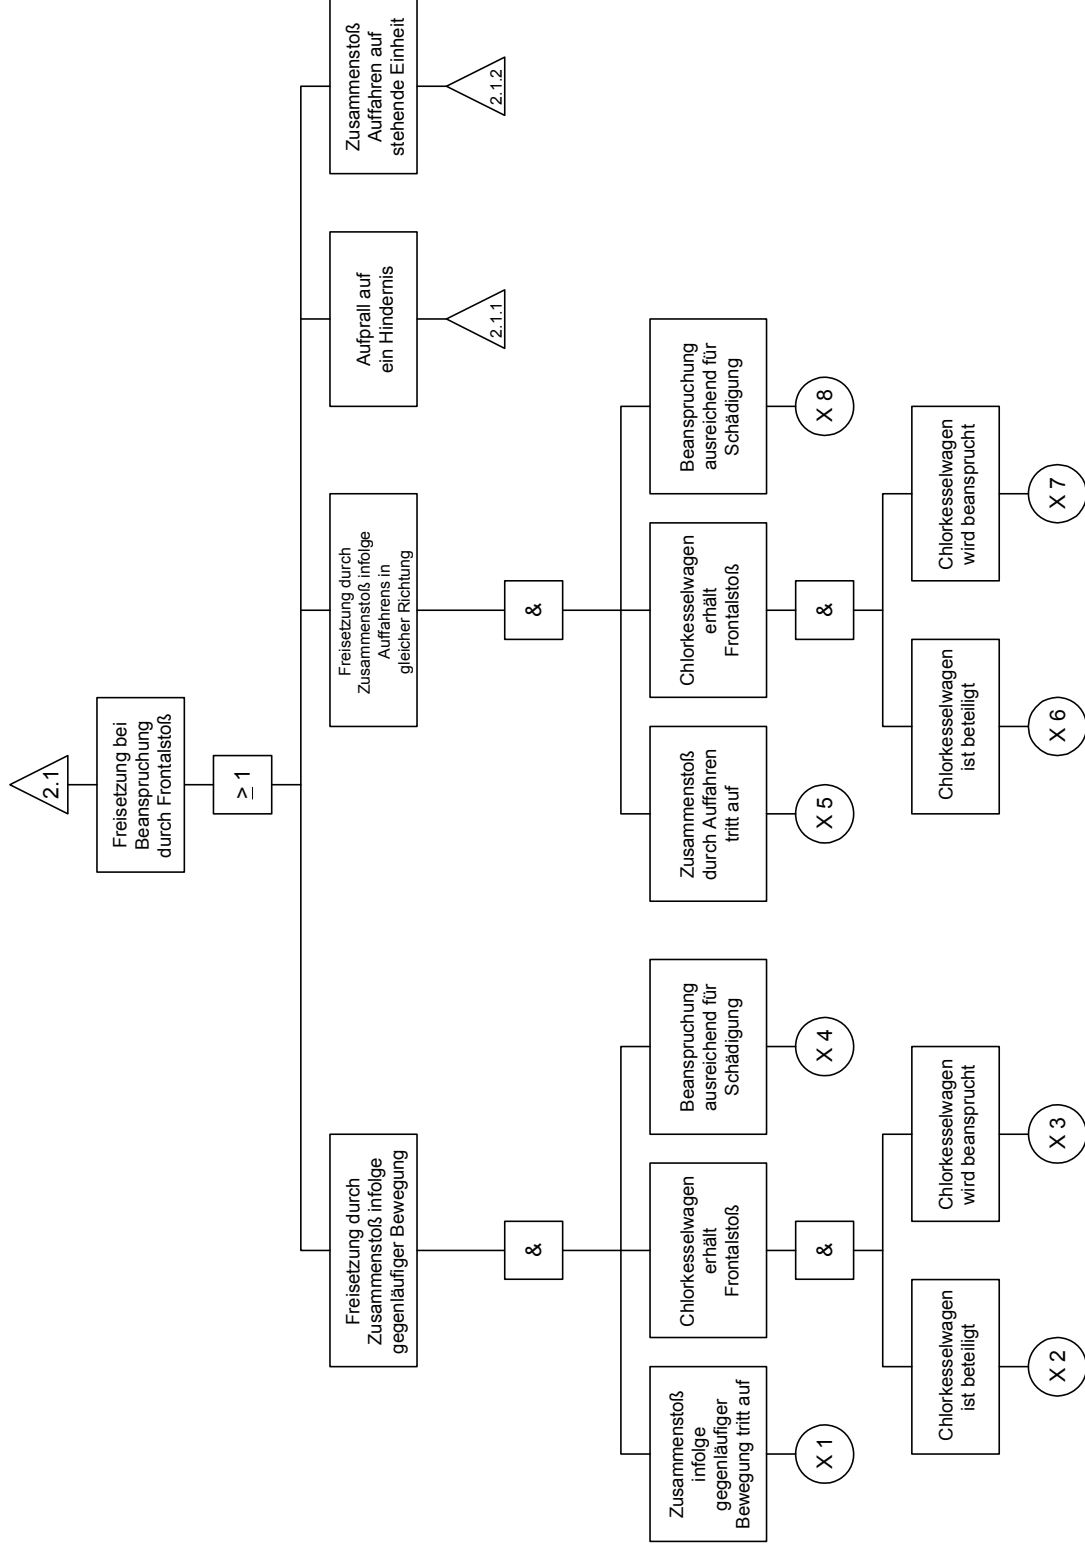 2.1
Freisetzung bei
Beanspruchung
durch Frontalstoß
≥ 1
Freisetzung durch
Zusammenstoß infolge
gegenläufiger Bewegung
Freisetzung durch
Zusammenstoß infolge
Auffahrens in
gleicher Richtung
Aufprall auf
ein Hindernis
Zusammenstoß
Auffahren auf
stehende Einheit
2.1.1
2.1.2
&
&
Zusammenstoß
infolge
gegenläufiger
Bewegung tritt auf
Chlorkesselwagen
erhält
Frontalstoß
Beanspruchung
ausreichend für
Schädigung
Zusammenstoß
durch Auffahren
tritt auf
Chlorkesselwagen
erhält
Frontalstoß
Beanspruchung
ausreichend für
Schädigung
X 1
&
X 4
X 5
&
X 8
Chlorkesselwagen
ist beteiligt
Chlorkesselwagen
wird beansprucht
Chlorkesselwagen
ist beteiligt
Chlorkesselwagen
wird beansprucht
X 2
X 3
X 6
X 7